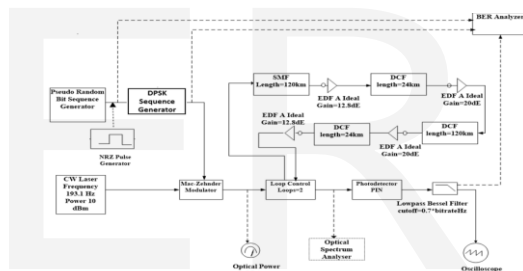 BER Analyzer
SMF
Length=120km
DCF
Length=24km
EDF A Ideal
Gain=12.8dE
EDF A Ideal
Gain=20dE
Pseudo Random
Bit Sequence
Generator
DPSK
Sequence
Generator
EDF A Ideal
Gain=12.8dE
DCF
length=24km
DCF
length=120km
EDF A Ideal
Gain=20dE
NRZ Pulse
Generator
CW Laser
Frequency
193.1 Hz
Power 10
dBm
Mac-Zehnder
Modulator
Loop Control
Loops=2
Photodetector
PIN
Lowpass Bessel Filter
cutoff=0.7*bitrateHz
Optical Power
Optical
Spectrum
Analyser
Oscilloscope
E
R